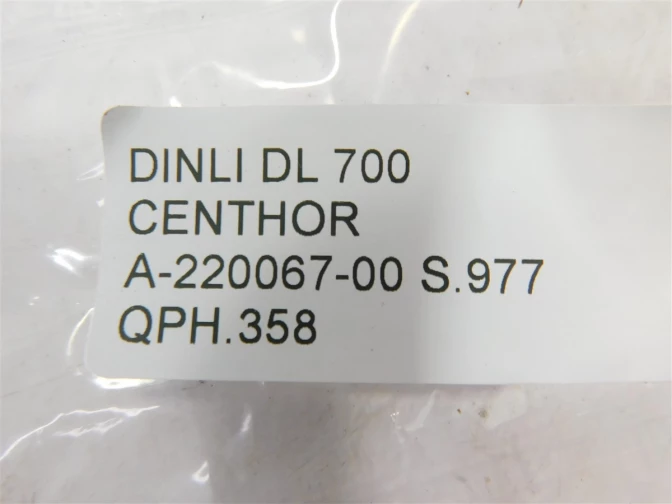 DINLI DL 700
CENTHOR
A-220067-00 S.977
QPH.358